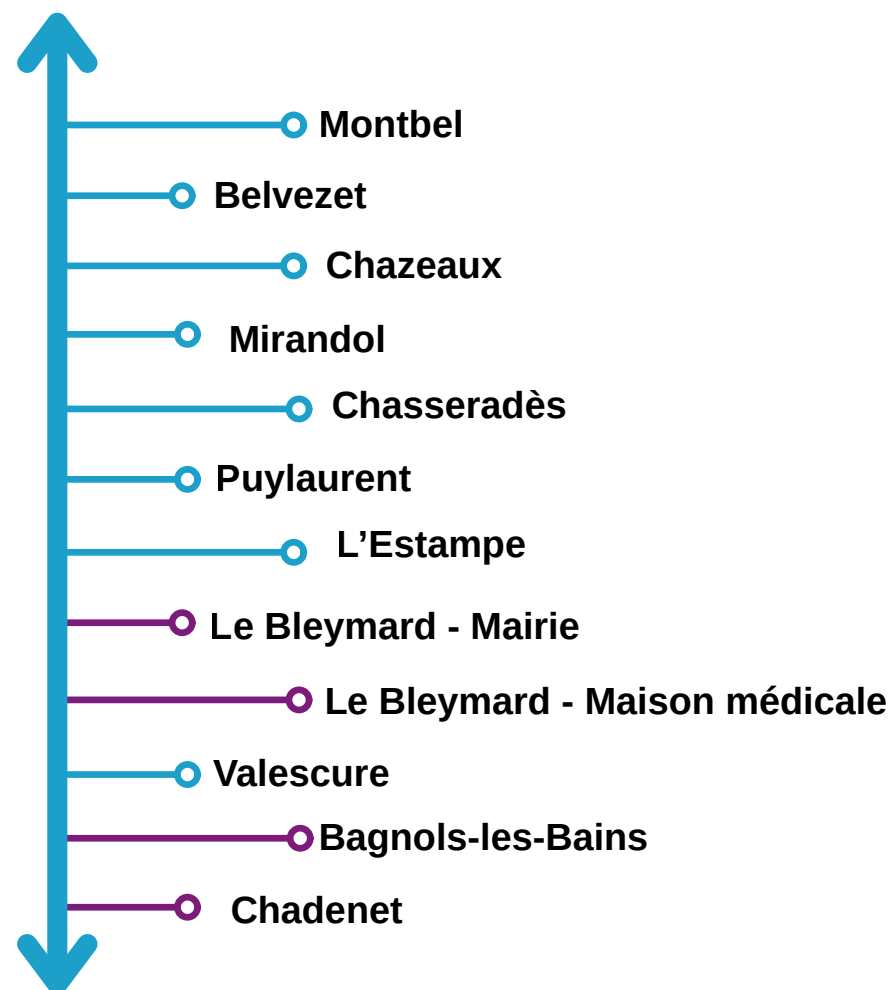 Montbel
Belvezet
Chazeaux
Mirandol
Chasseradès
Puylaurent
L’Estampe
Le Bleymard - Mairie
Le Bleymard - Maison médicale
Valescure
Bagnols-les-Bains
Chadenet